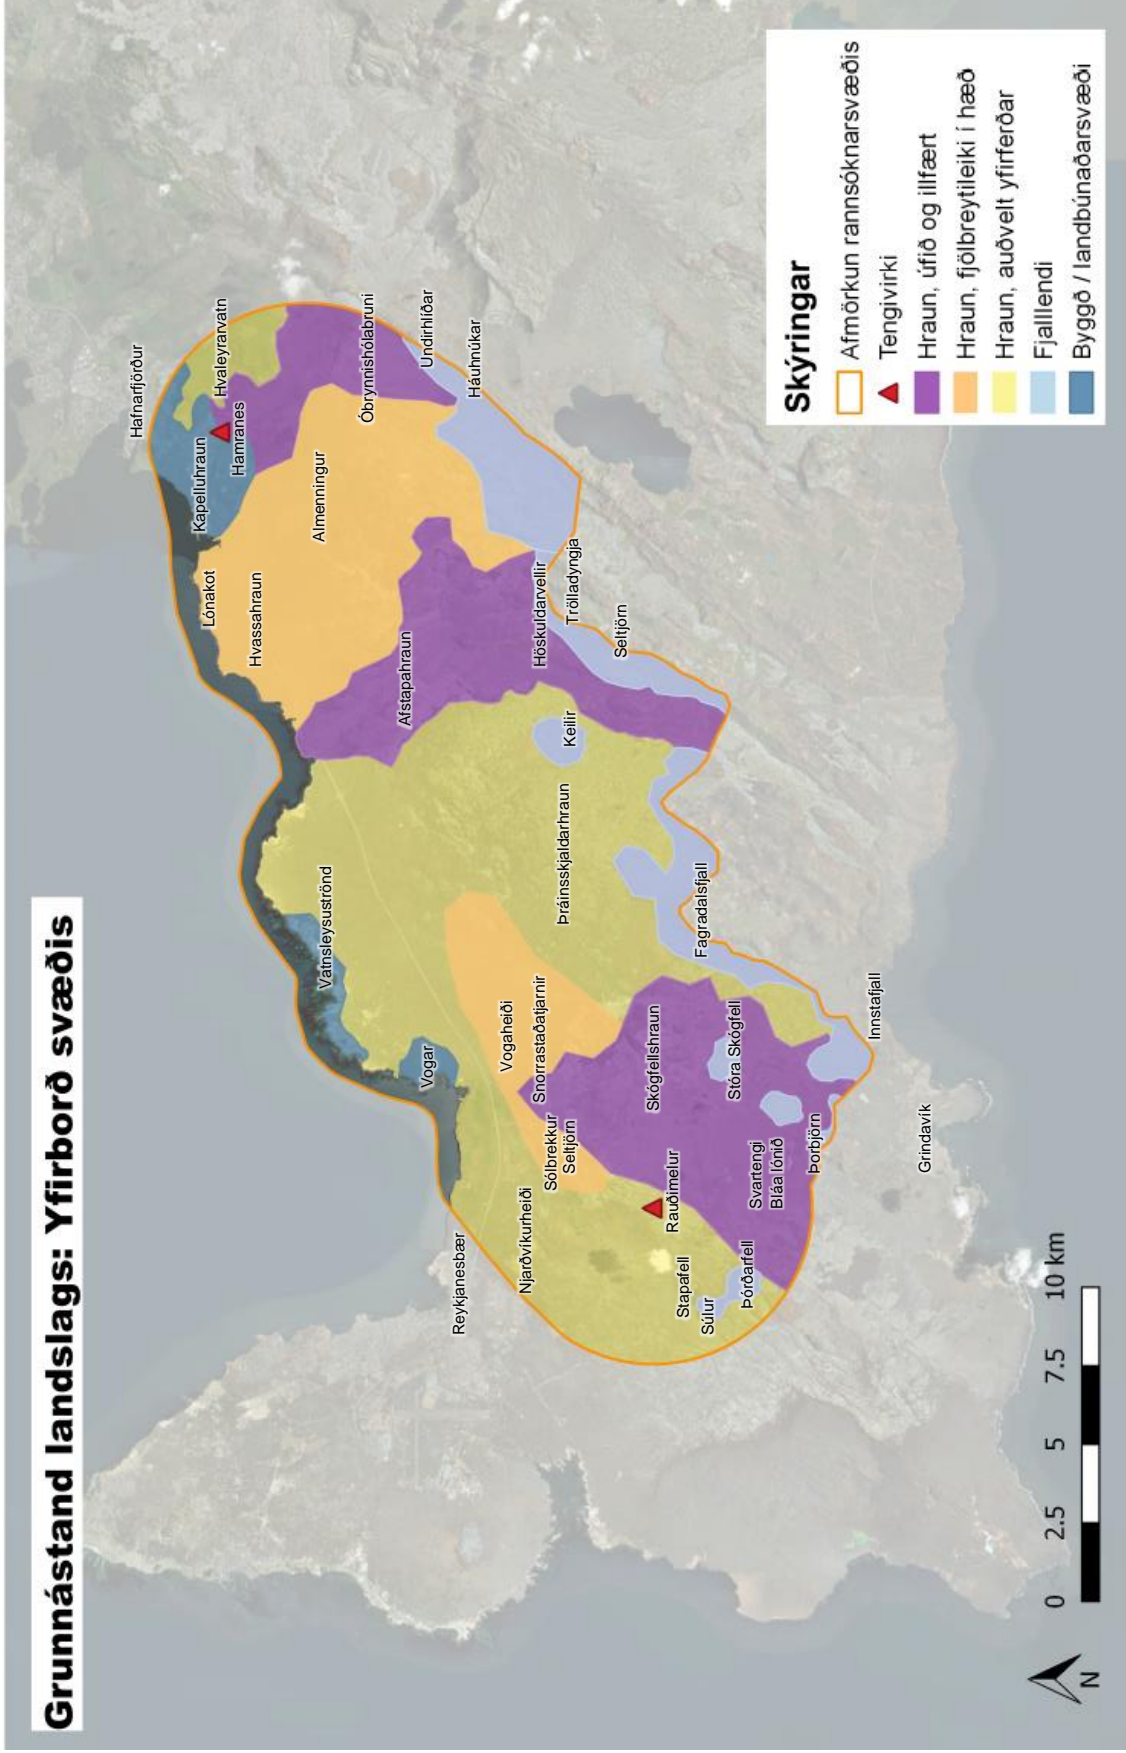 Grunnástand landslags: Yfirborð svæðis
Hafnarfjörður
Hvaleyrarvatn
Kapelluhraun
Hamranes
Óbrynnishólabruni
Undirhlíðar
Háuhnúkar
Almenningur
Lónakot
Hvassahraun
Afstapahraun
Höskuldarvellir
Trölladyngja
Seltjörn
Keilir
Þráinsskjaldarhraun
Vatnsleysuströnd
Fagradalsfjall
Vogar
Vogaheiði
Snorrastaðatjarnir
Skógfellshraun
Stóra Skógfell
Innstafjall
Sólbrekkur
Seltjörn
Njarðvíkurheiði
Reykjanesbær
Rauðimelur
Svartengi
Bláa lónið
Þorbjörn
Grindavík
Stapafell
Súlur
Þórðarfell
Skýringar
Afmörkun rannsóknarsvæðis
Tengivirki
Hraun, úfið og illfært
Hraun, fjölbreytileiki í hæð
Hraun, auðvelt yfirferðar
Fjalllendi
Byggð / landbúnaðarsvæði
N
0 2.5 5 7.5 10 km